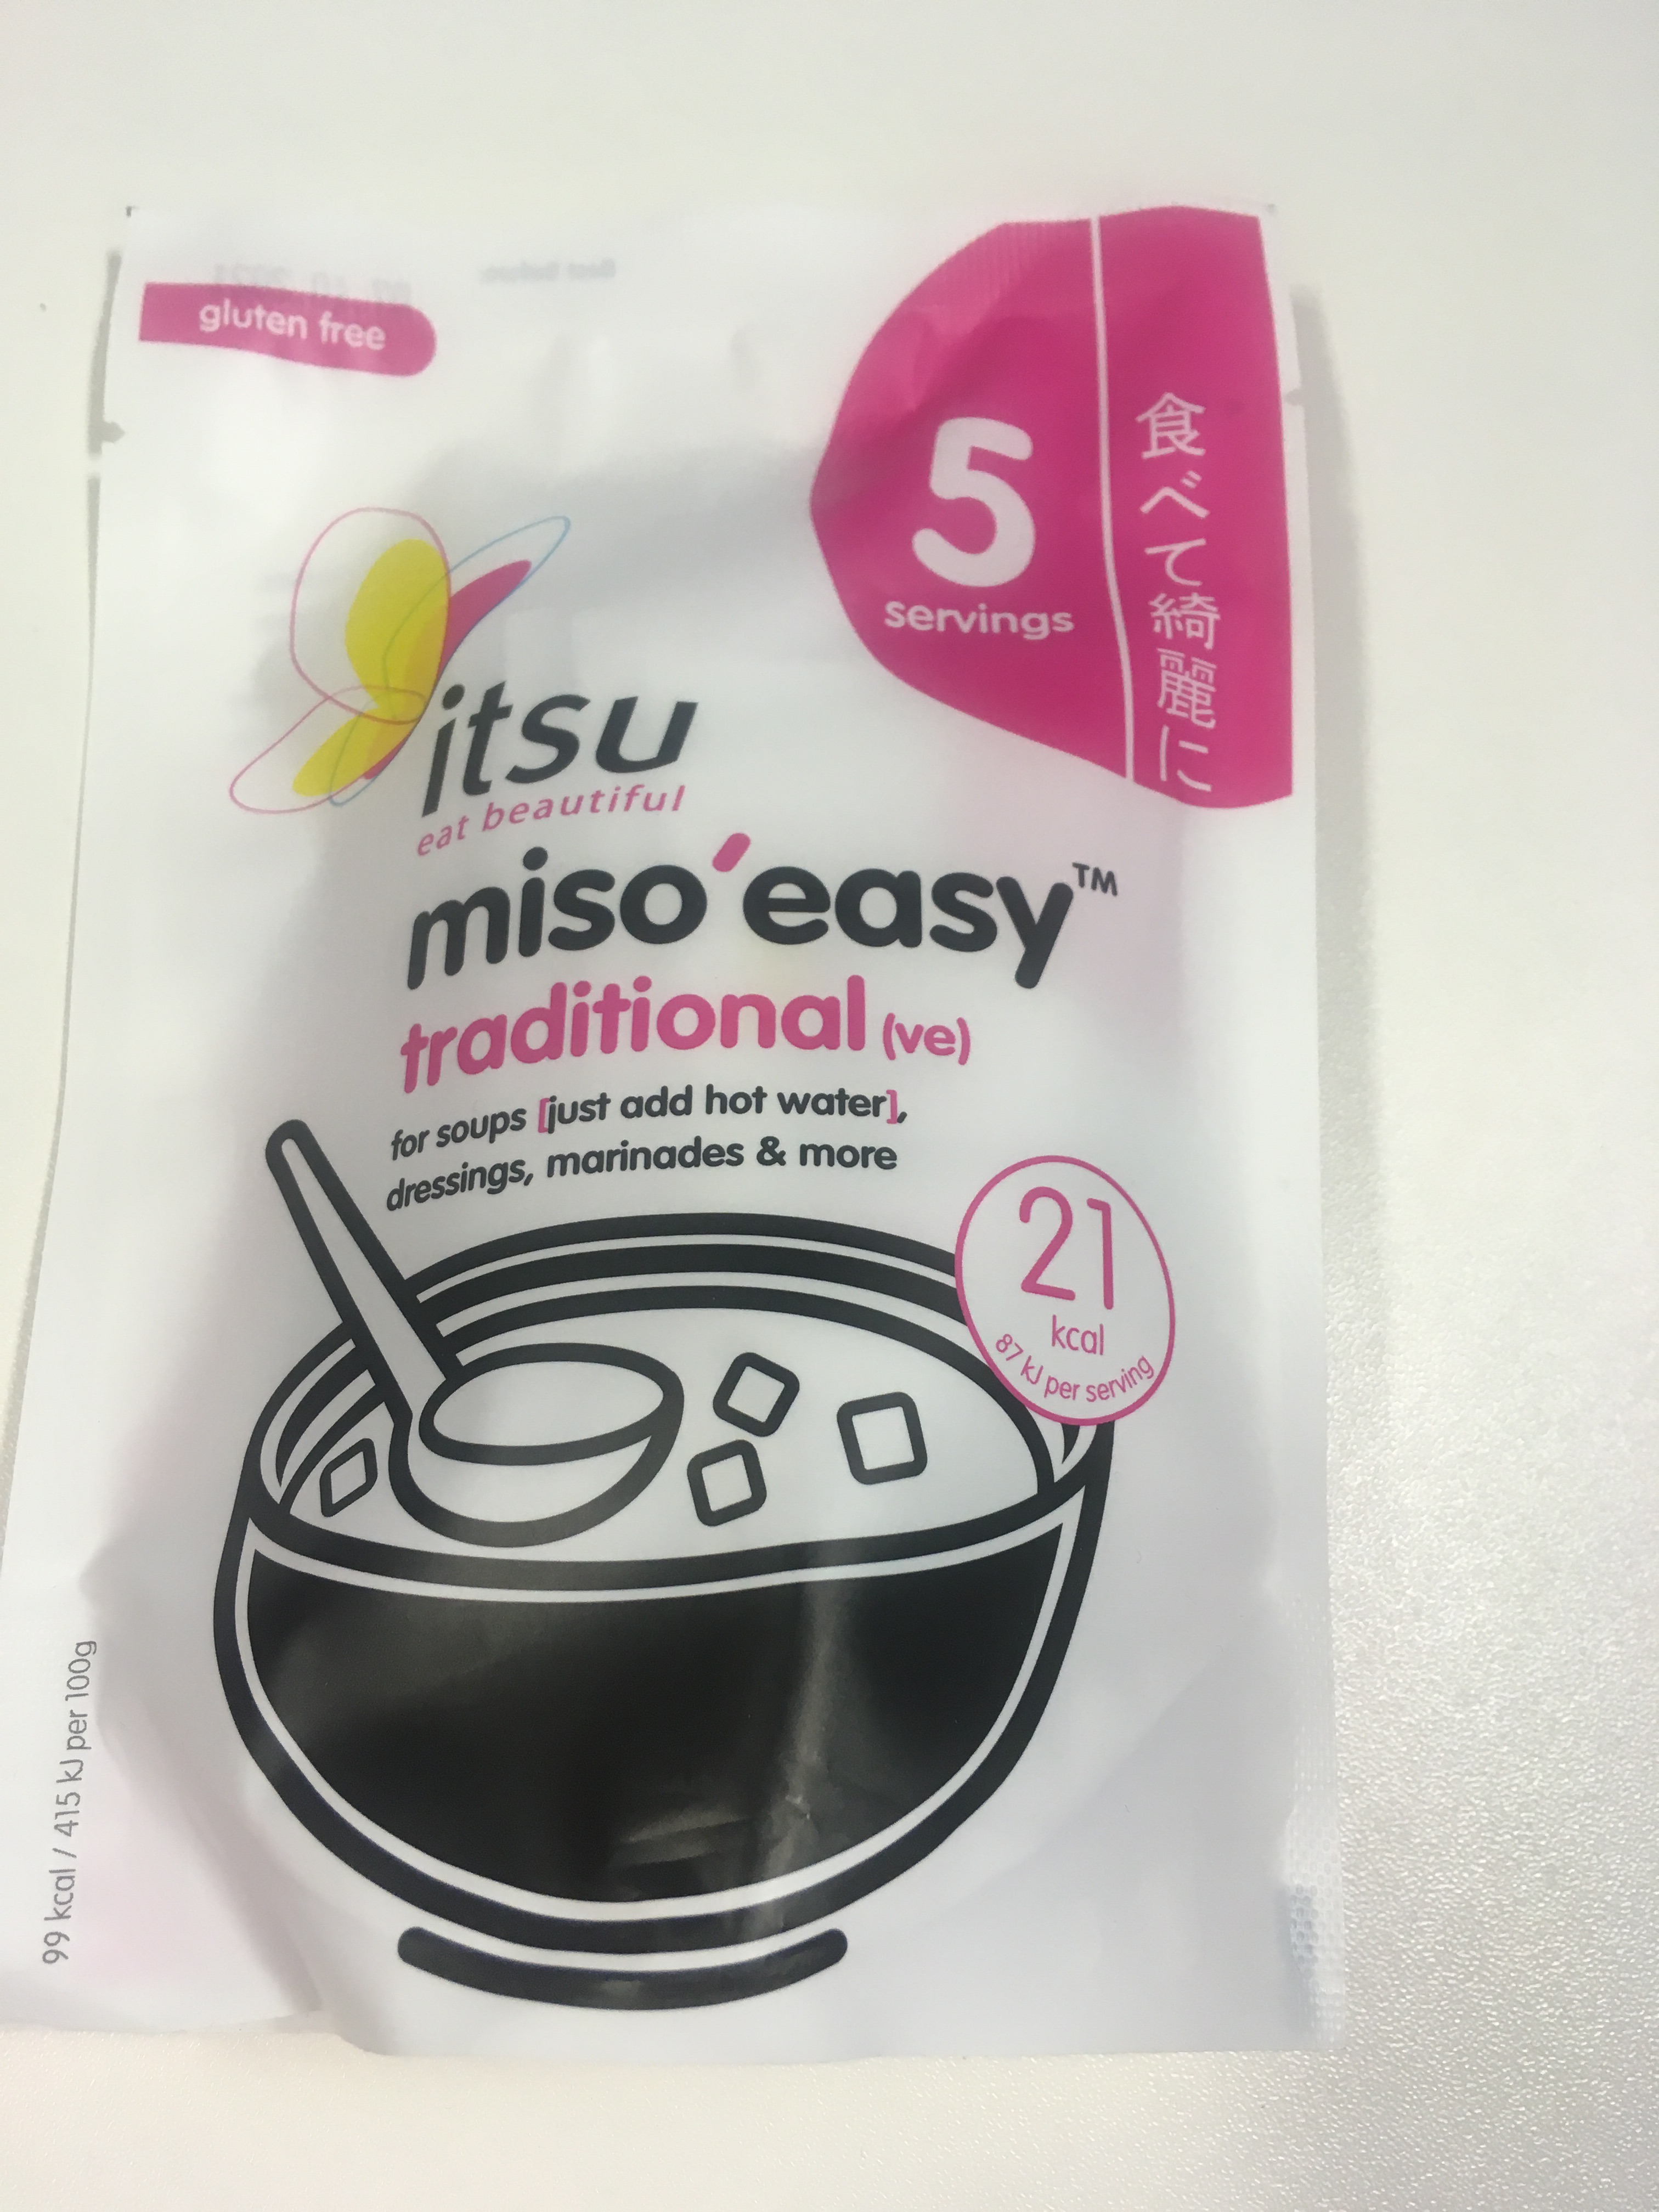 gluten free
5
servings
食べて綺麗に
itsu
eat beautiful
miso'easy™
traditional (ve)
for soups [just add hot water],
dressings, marinades & more
21
kcal
87 kJ per serving
99 kcal / 415 kJ per 100g